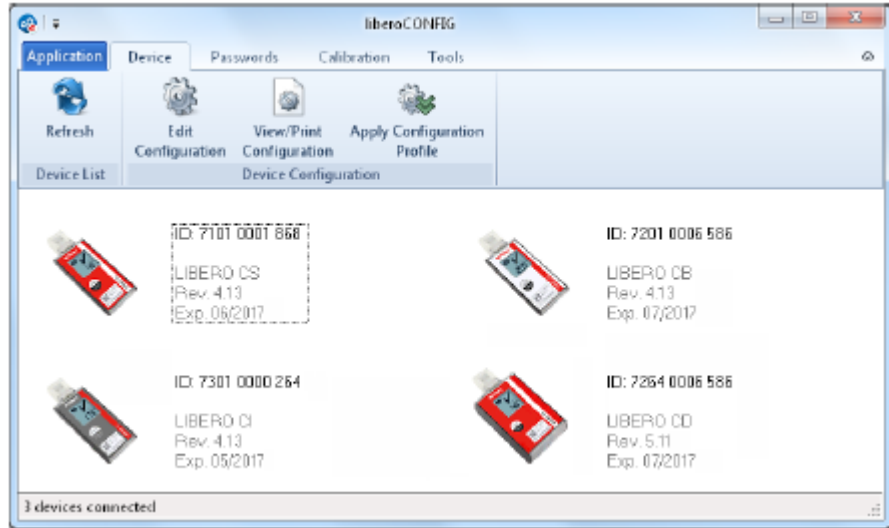 liberoCONFIG
Application Device Passwords Calibration Tools
Refresh
Edit Configuration
View/Print Configuration
Apply Configuration Profile
Device List
Device Configuration
ID: 7101 0001 868
LIBERO CS
Rev. 4.13
Exp. 06/2017
ID: 7201 0006 586
LIBERO CB
Rev. 4.13
Exp. 07/2017
ID: 7301 0000 264
LIBERO CI
Rev. 4.13
Exp. 05/2017
ID: 7264 0006 586
LIBERO CD
Rev. 5.11
Exp. 07/2017
3 devices connected